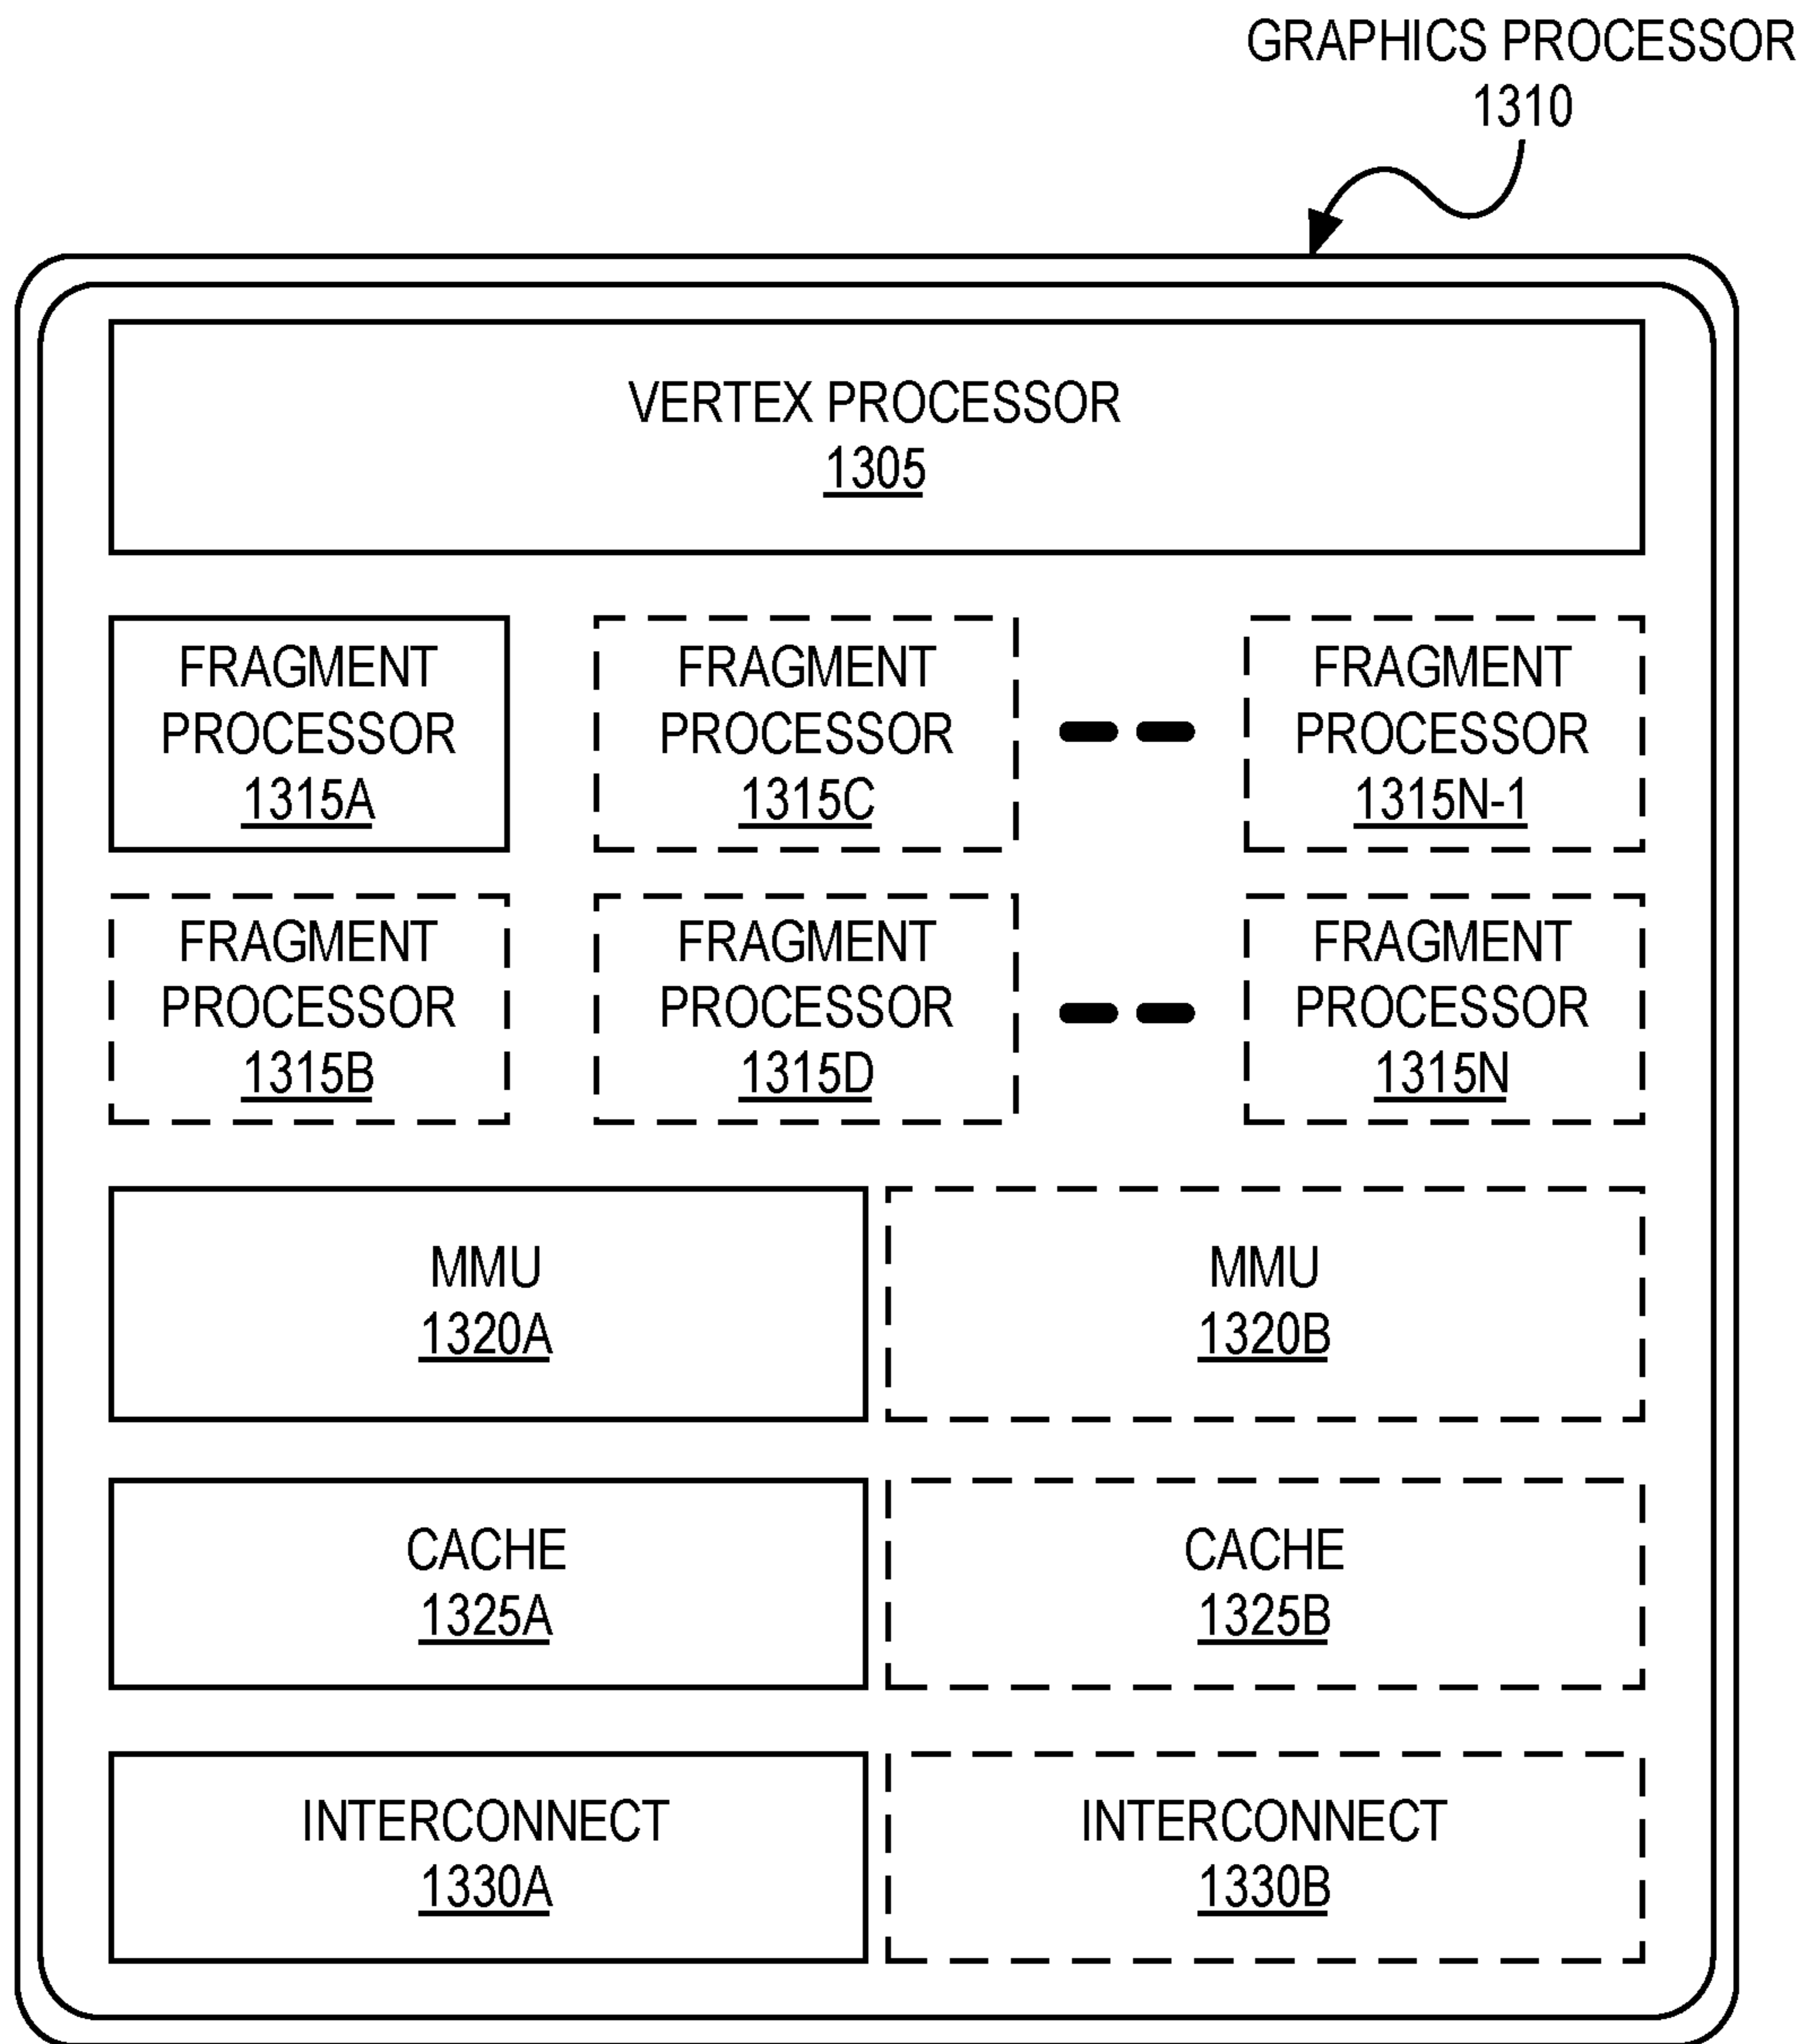 GRAPHICS PROCESSOR
1310
VERTEX PROCESSOR
1305
FRAGMENT
PROCESSOR
1315A
FRAGMENT
PROCESSOR
1315C
FRAGMENT
PROCESSOR
1315N-1
FRAGMENT
PROCESSOR
1315B
FRAGMENT
PROCESSOR
1315D
FRAGMENT
PROCESSOR
1315N
MMU
1320A
MMU
1320B
CACHE
1325A
CACHE
1325B
INTERCONNECT
1330A
INTERCONNECT
1330B